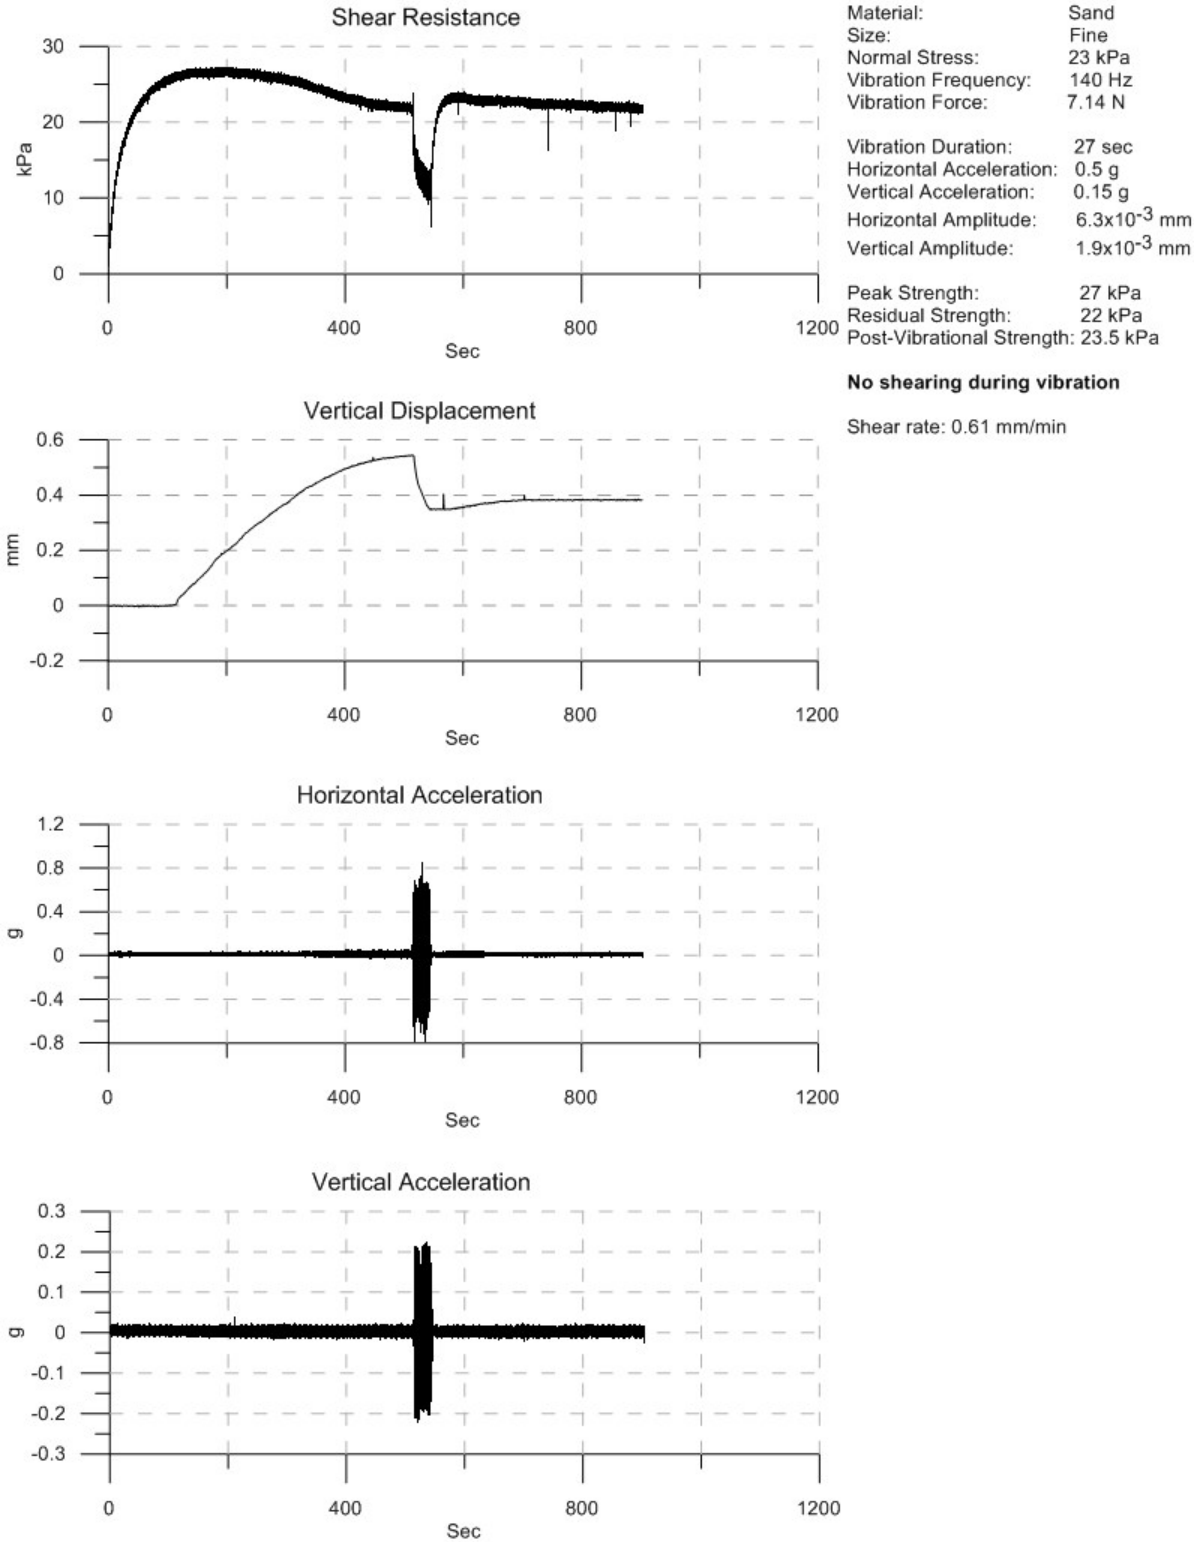 Shear Resistance
30
20
10
0
kPa
0 400 800 1200
Sec
Material: Sand
Size: Fine
Normal Stress: 23 kPa
Vibration Frequency: 140 Hz
Vibration Force: 7.14 N
Vibration Duration: 27 sec
Horizontal Acceleration: 0.5 g
Vertical Acceleration: 0.15 g
Horizontal Amplitude: 6.3x10-3 mm
Vertical Amplitude: 1.9x10-3 mm
Peak Strength: 27 kPa
Residual Strength: 22 kPa
Post-Vibrational Strength: 23.5 kPa
No shearing during vibration
Shear rate: 0.61 mm/min
Vertical Displacement
0.6
0.4
0.2
0
-0.2
mm
0 400 800 1200
Sec
Horizontal Acceleration
1.2
0.8
0.4
0
-0.4
-0.8
g
0 400 800 1200
Sec
Vertical Acceleration
0.3
0.2
0.1
0
-0.1
-0.2
-0.3
g
0 400 800 1200
Sec